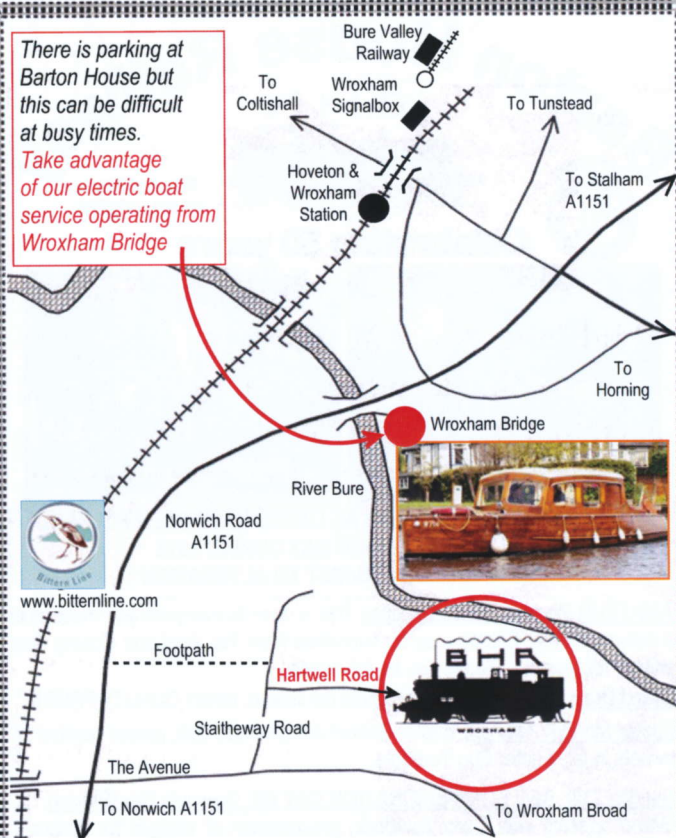 There is parking at
Barton House but
this can be difficult
at busy times.
Take advantage
of our electric boat
service operating from
Wroxham Bridge
Bure Valley
Railway
To
Coltishall
Wroxham
Signalbox
To Tunstead
Hoveton &
Wroxham
Station
To Stalham
A1151
To
Horning
Wroxham Bridge
River Bure
Norwich Road
A1151
Bittern Line
www.bitternline.com
Footpath
Hartwell Road
BHR
WROXHAM
Staitheway Road
The Avenue
To Norwich A1151
To Wroxham Broad